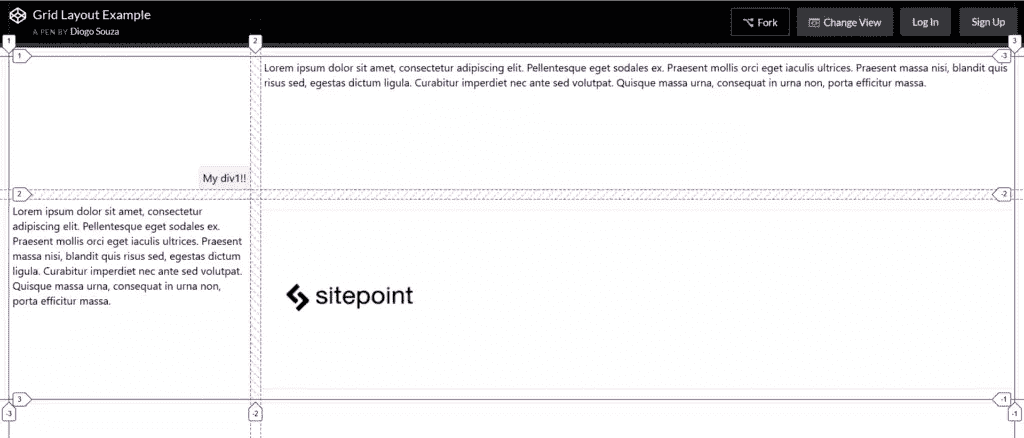 Grid Layout Example
A PEN BY Diogo Souza
Fork
Change View
Log In
Sign Up
1
2
3
1
-3
Lorem ipsum dolor sit amet, consectetur adipiscing elit. Pellentesque eget sodales ex. Praesent mollis orci eget iaculis ultrices. Praesent massa nisi, blandit quis
risus sed, egestas dictum ligula. Curabitur imperdiet nec ante sed volutpat. Quisque massa urna, consequat in urna non, porta efficitur massa.
My div1!!
2
-2
Lorem ipsum dolor sit amet, consectetur
adipiscing elit. Pellentesque eget sodales ex.
Praesent mollis orci eget iaculis ultrices. Praesent
massa nisi, blandit quis risus sed, egestas dictum
ligula. Curabitur imperdiet nec ante sed volutpat.
Quisque massa urna, consequat in urna non,
porta efficitur massa.
sitepoint
3
-1
-3
-2
-1